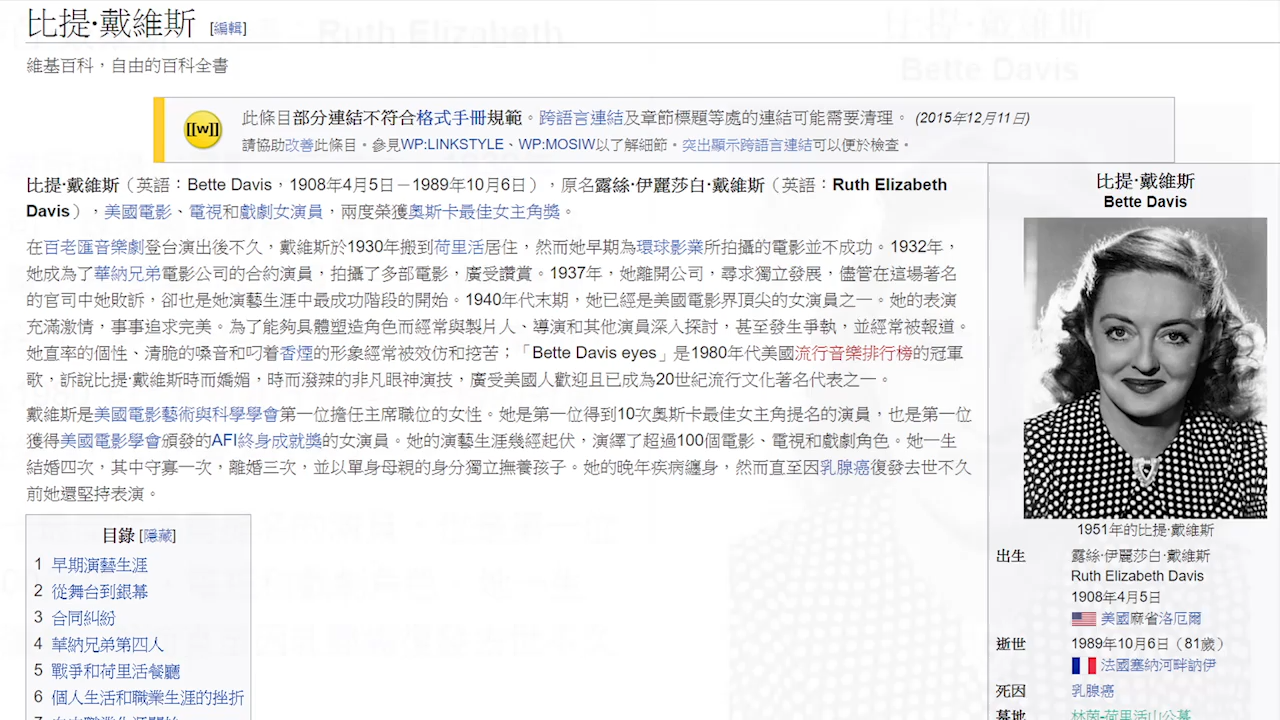 比提·戴維斯 [編輯]
維基百科，自由的百科全書
此條目部分連結不符合格式手冊規範。跨語言連結及章節標題等處的連結可能需要清理。 (2015年12月11日)
請協助改善此條目。參見WP:LINKSTYLE、WP:MOSIW以了解細節。突出顯示跨語言連結可以便於檢查。
比提·戴維斯（英語：Bette Davis，1908年4月5日－1989年10月6日），原名露絲·伊麗莎白·戴維斯（英語：Ruth Elizabeth
Davis），美國電影、電視和戲劇女演員，兩度榮獲奧斯卡最佳女主角獎。
在百老匯音樂劇登台演出後不久，戴維斯於1930年搬到荷里活居住，然而她早期為環球影業所拍攝的電影並不成功。1932年，
她成為了華納兄弟電影公司的合約演員，拍攝了多部電影，廣受讚賞。1937年，她離開公司，尋求獨立發展，儘管在這場著名
的官司中她敗訴，卻也是她演藝生涯中最成功階段的開始。1940年代末期，她已經是美國電影界頂尖的女演員之一。她的表演
充滿激情，事事追求完美。為了能夠具體塑造角色而經常與製片人、導演和其他演員深入探討，甚至發生爭執，並經常被報道。
她直率的個性、清脆的嗓音和叼着香煙的形象經常被效仿和挖苦；「Bette Davis eyes」是1980年代美國流行音樂排行榜的冠軍
歌，訴說比提·戴維斯時而嬌媚，時而潑辣的非凡眼神演技，廣受美國人歡迎且已成為20世紀流行文化著名代表之一。
戴維斯是美國電影藝術與科學學會第一位擔任主席職位的女性。她是第一位得到10次奧斯卡最佳女主角提名的演員，也是第一位
獲得美國電影學會頒發的AFI終身成就獎的女演員。她的演藝生涯幾經起伏，演繹了超過100個電影、電視和戲劇角色。她一生
結婚四次，其中守寡一次，離婚三次，並以單身母親的身分獨立撫養孩子。她的晚年疾病纏身，然而直至因乳腺癌復發去世不久
前她還堅持表演。
目錄 [隱藏]
1 早期演藝生涯
2 從舞台到銀幕
3 合同糾紛
4 華納兄弟第四人
5 戰爭和荷里活餐廳
6 個人生活和職業生涯的挫折
比提·戴維斯
Bette Davis
1951年的比提·戴維斯
出生 露絲·伊麗莎白·戴維斯
Ruth Elizabeth Davis
1908年4月5日
美國麻省洛厄爾
逝世 1989年10月6日（81歲）
法國塞納河畔訥伊
死因 乳腺癌
墓地 林茵-荷里活山公墓